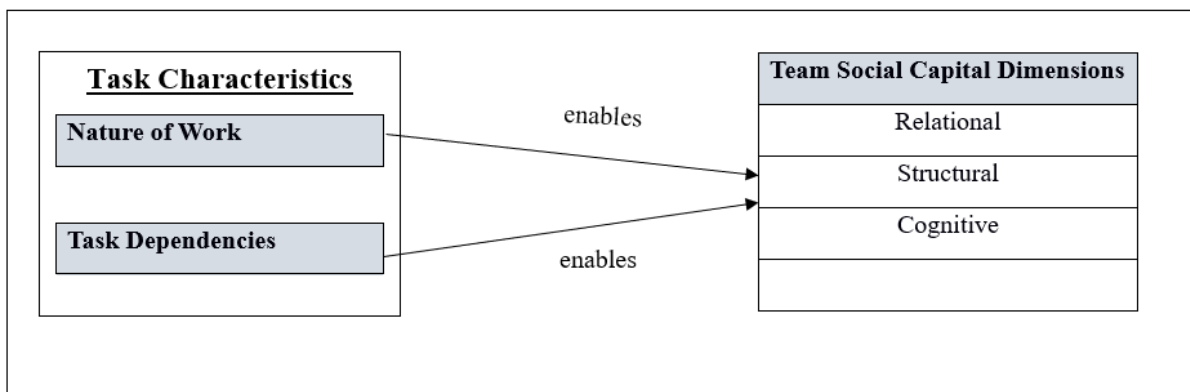 Task Characteristics
Nature of Work
Task Dependencies
enables
enables
Team Social Capital Dimensions
Relational
Structural
Cognitive